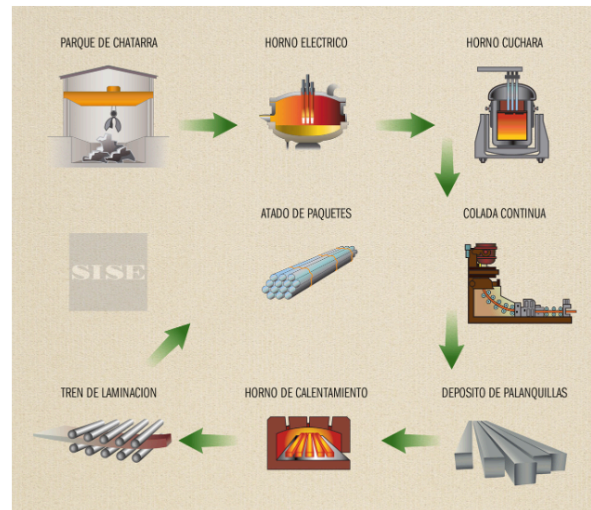 PARQUE DE CHATARRA
HORNO ELECTRICO
HORNO CUCHARA
ATADO DE PAQUETES
COLADA CONTINUA
SISE
TREN DE LAMINACION
HORNO DE CALENTAMIENTO
DEPOSITO DE PALANQUILLAS